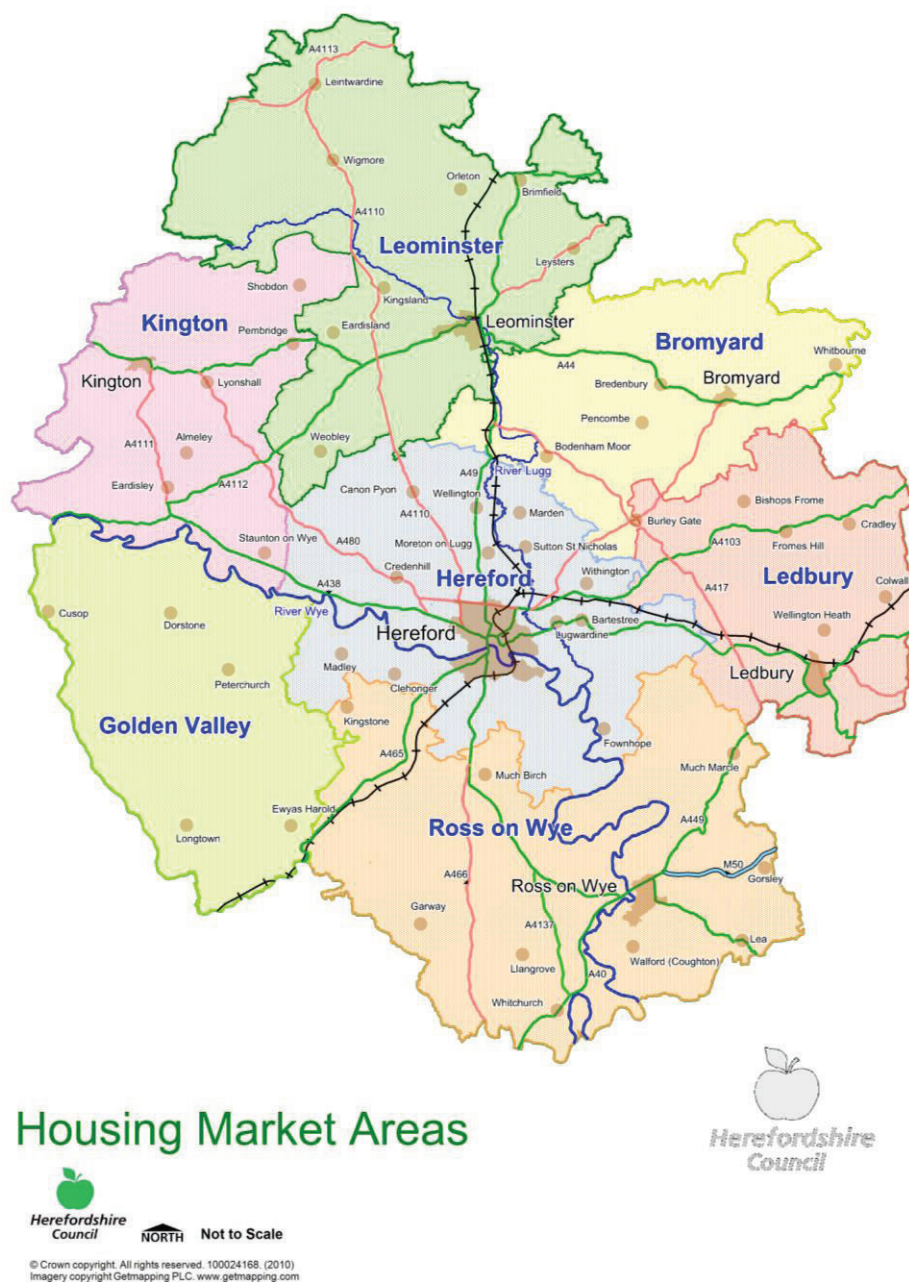 A4113
Leintwardine
Wigmore
Orleton
Brimfield
A4110
Leominster
Leysters
Shobdon
Kingsland
Kington
Eardisland
Leominster
Pembridge
Bromyard
Whitbourne
A44
Kington
Lyonshall
Bredenbury
Bromyard
Pencombe
A4111
Almeley
Weobley
Bodenham Moor
A49
River Lugg
Eardisley
A4112
Canon Pyon
Wellington
Bishops Frome
Marden
A4110
Burley Gate
Cradley
Staunton on Wye
A480
Moreton on Lugg
Sutton St Nicholas
A4103
Fromes Hill
Credenhill
Hereford
Withington
A438
A417
Ledbury
Colwall
Cusop
River Wye
Wellington Heath
Dorstone
Hereford
Bartestree
Lugwardine
Madley
Ledbury
Peterchurch
Clehonger
Golden Valley
Kingstone
Fownhope
A465
Much Marcle
Much Birch
Ewyas Harold
Longtown
Ross on Wye
A449
M50
Gorsley
A466
Ross on Wye
Garway
A4137
Lea
Llangrove
Walford (Coughton)
A40
Whitchurch
Housing Market Areas
Herefordshire
Council
Herefordshire
Council
NORTH
Not to Scale
© Crown copyright. All rights reserved. 100024168. (2010)
Imagery copyright Getmapping PLC. www.getmapping.com